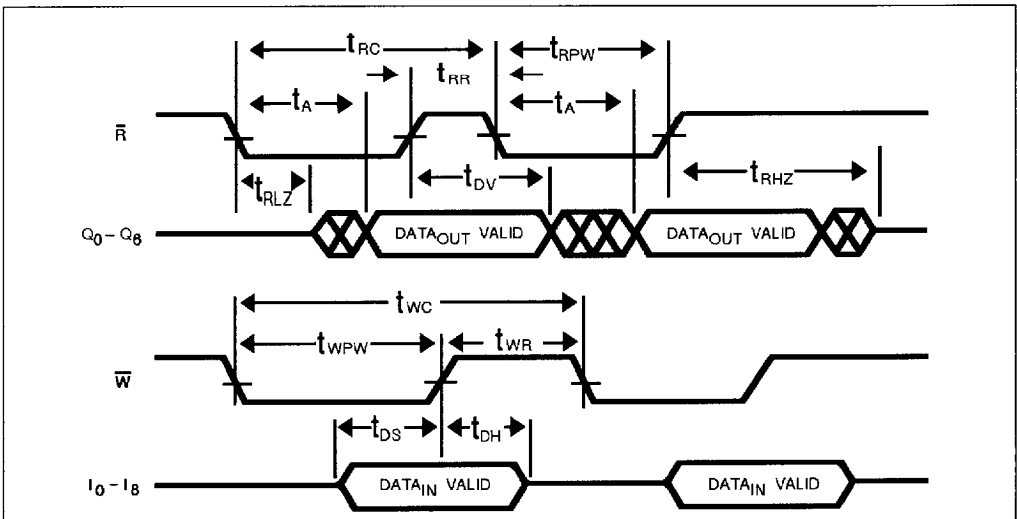 tRC
tRPW
tRR
tA
tA
R̅
tDV
tRLZ
tRHZ
Q0–Q8
DATAOUT VALID
DATAOUT VALID
tWC
tWPW
tWR
W̅
tDS
tDH
I0–I8
DATAIN VALID
DATAIN VALID